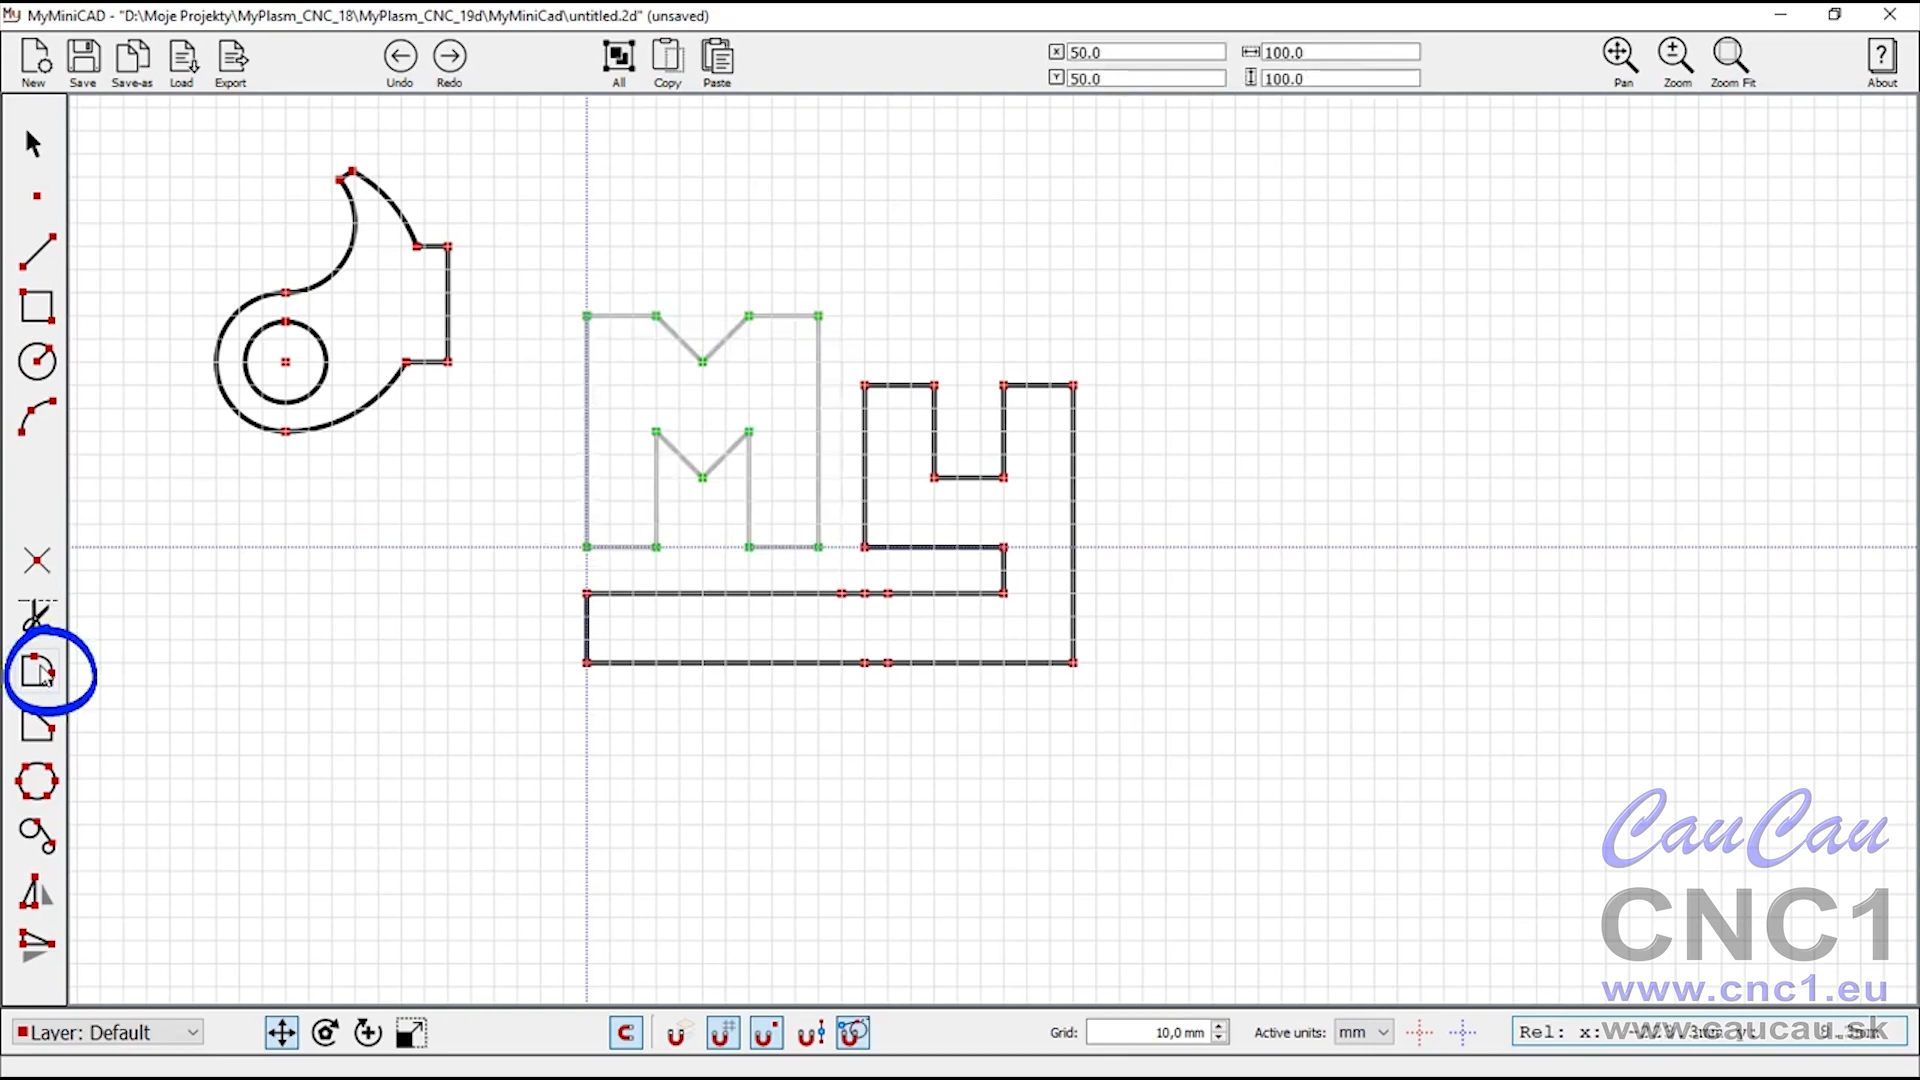 My MyMiniCAD - "D:\Moje Projekty\MyPlasm_CNC_18\MyPlasm_CNC_19d\MyMiniCad\untitled.2d" (unsaved)
New Save Save-as Load Export Undo Redo All Copy Paste
X 50.0 100.0
Y 50.0 100.0
Pan Zoom Zoom Fit About
CauCau
CNC1
www.cnc1.eu
www.caucau.sk
Layer: Default
Grid: 10,0 mm Active units: mm Rel: x: